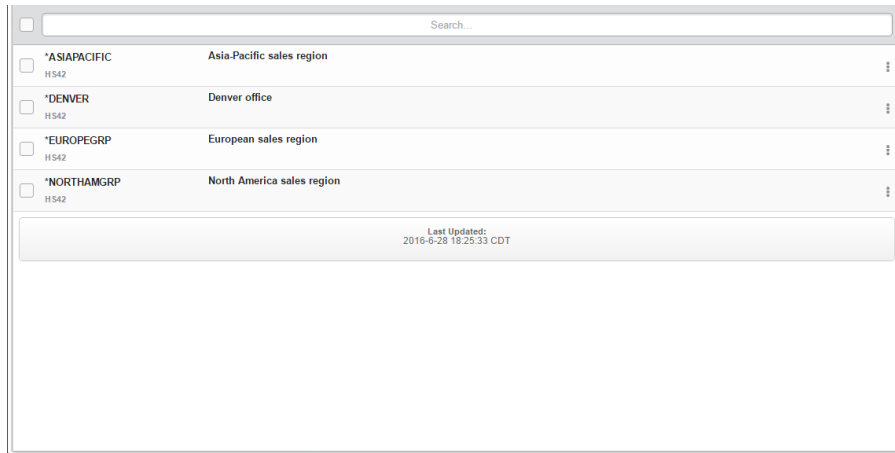 Search...
*ASIAPACIFIC Asia-Pacific sales region
HS42
*DENVER Denver office
HS42
*EUROPEGRP European sales region
HS42
*NORTHAMGRP North America sales region
HS42
Last Updated:
2016-6-28 18:25:33 CDT